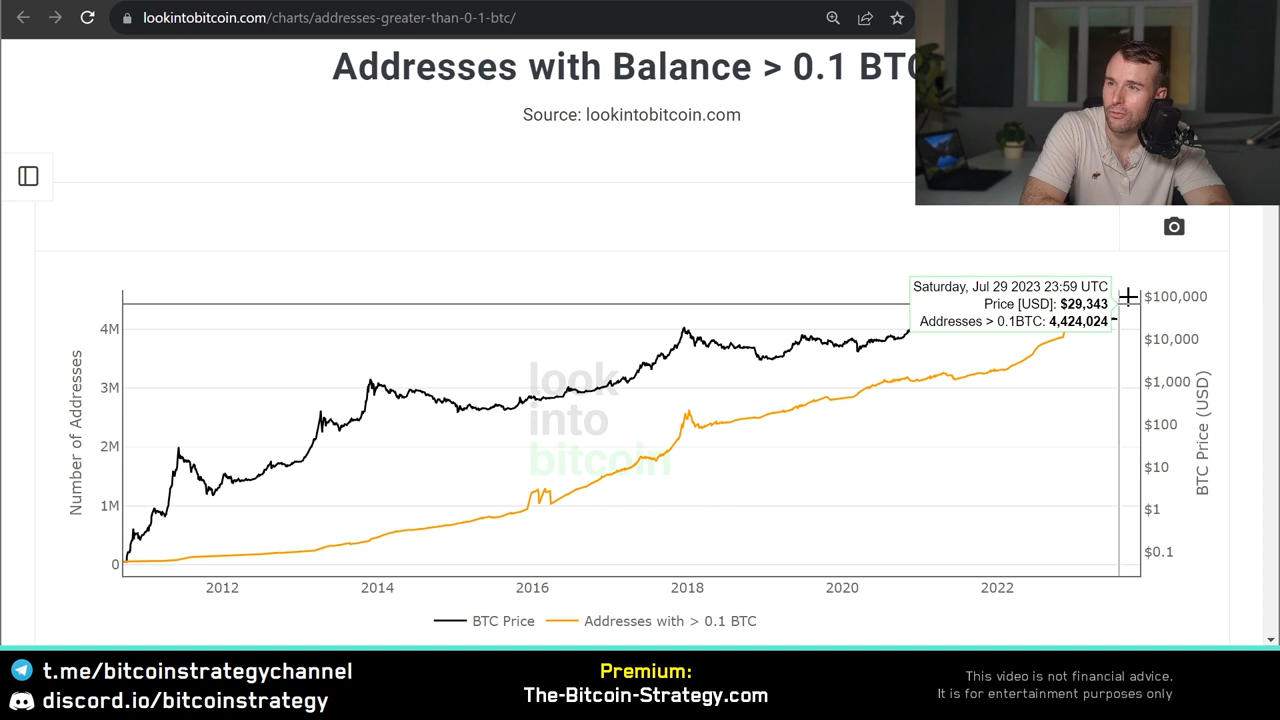 lookintobitcoin.com/charts/addresses-greater-than-0-1-btc/
Addresses with Balance > 0.1 BTC
Source: lookintobitcoin.com
Saturday, Jul 29 2023 23:59 UTC
Price [USD]: $29,343
Addresses > 0.1BTC: 4,424,024
Number of Addresses
4M
3M
2M
1M
0
look
into
bitcoin
$100,000
$10,000
$1,000
$100
$10
$1
$0.1
BTC Price (USD)
2012
2014
2016
2018
2020
2022
BTC Price
Addresses with > 0.1 BTC
t.me/bitcoinstrategychannel
discord.io/bitcoinstrategy
Premium:
The-Bitcoin-Strategy.com
This video is not financial advice.
It is for entertainment purposes only